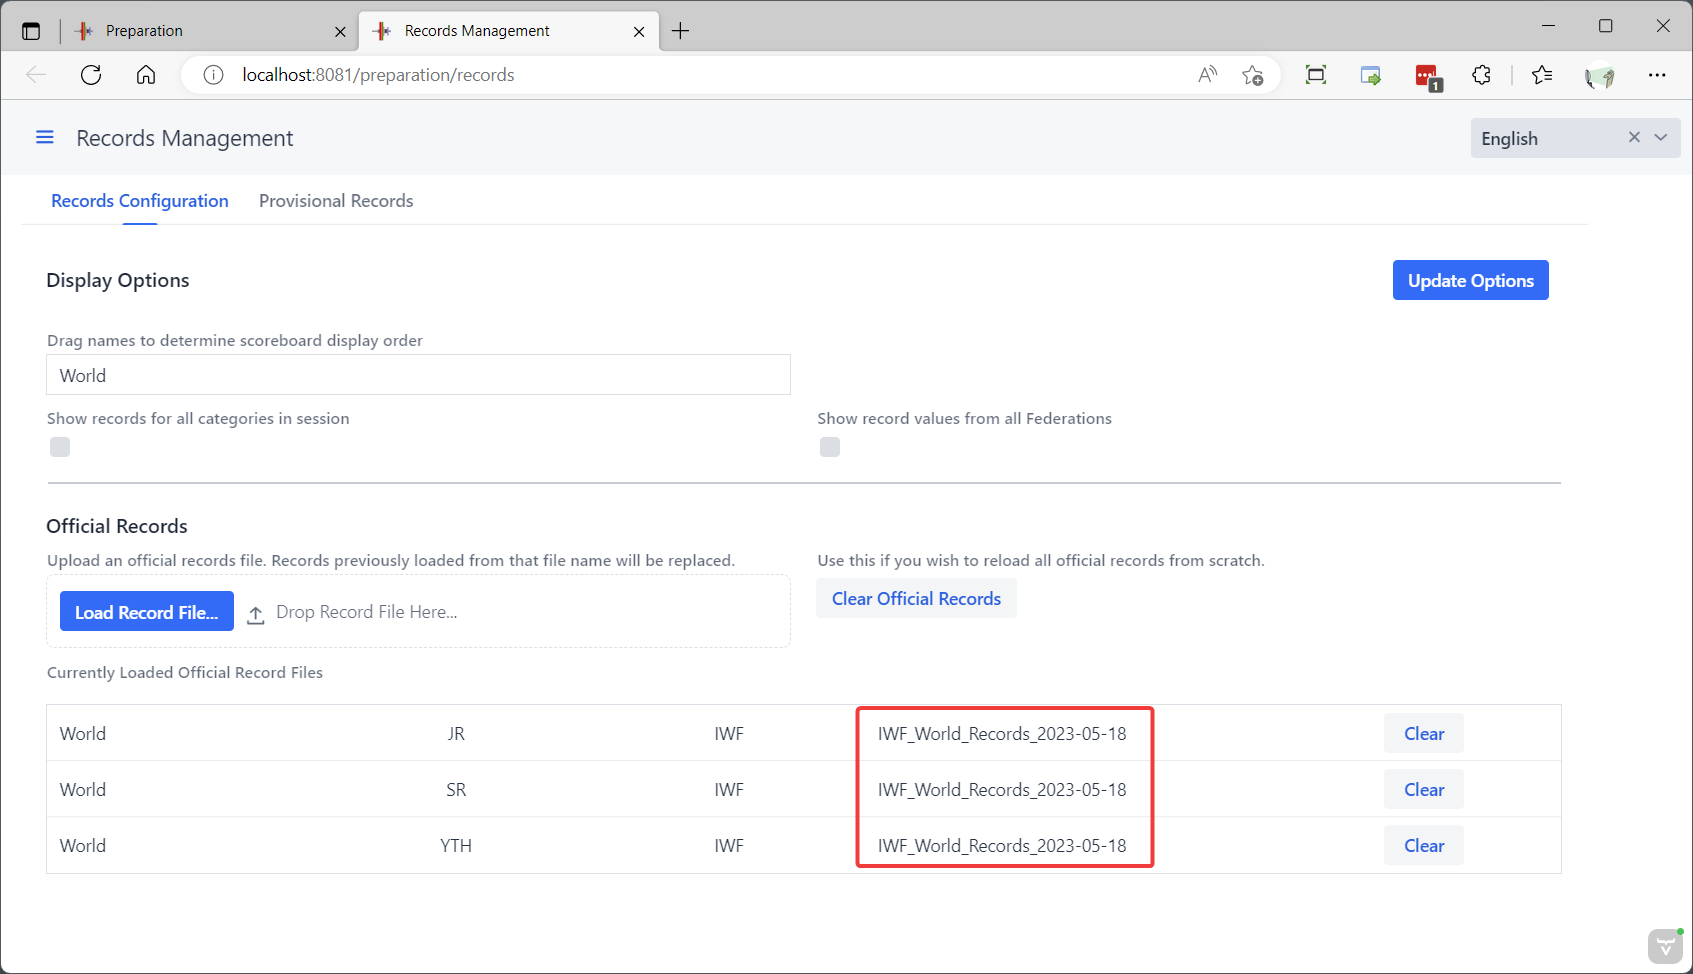 Preparation
Records Management
localhost:8081/preparation/records
A
1
Records Management
English
Records Configuration
Provisional Records
Display Options
Update Options
Drag names to determine scoreboard display order
World
Show records for all categories in session
Show record values from all Federations
Official Records
Upload an official records file. Records previously loaded from that file name will be replaced.
Use this if you wish to reload all official records from scratch.
Load Record File...
Drop Record File Here...
Clear Official Records
Currently Loaded Official Record Files
World JR IWF IWF_World_Records_2023-05-18 Clear
World SR IWF IWF_World_Records_2023-05-18 Clear
World YTH IWF IWF_World_Records_2023-05-18 Clear